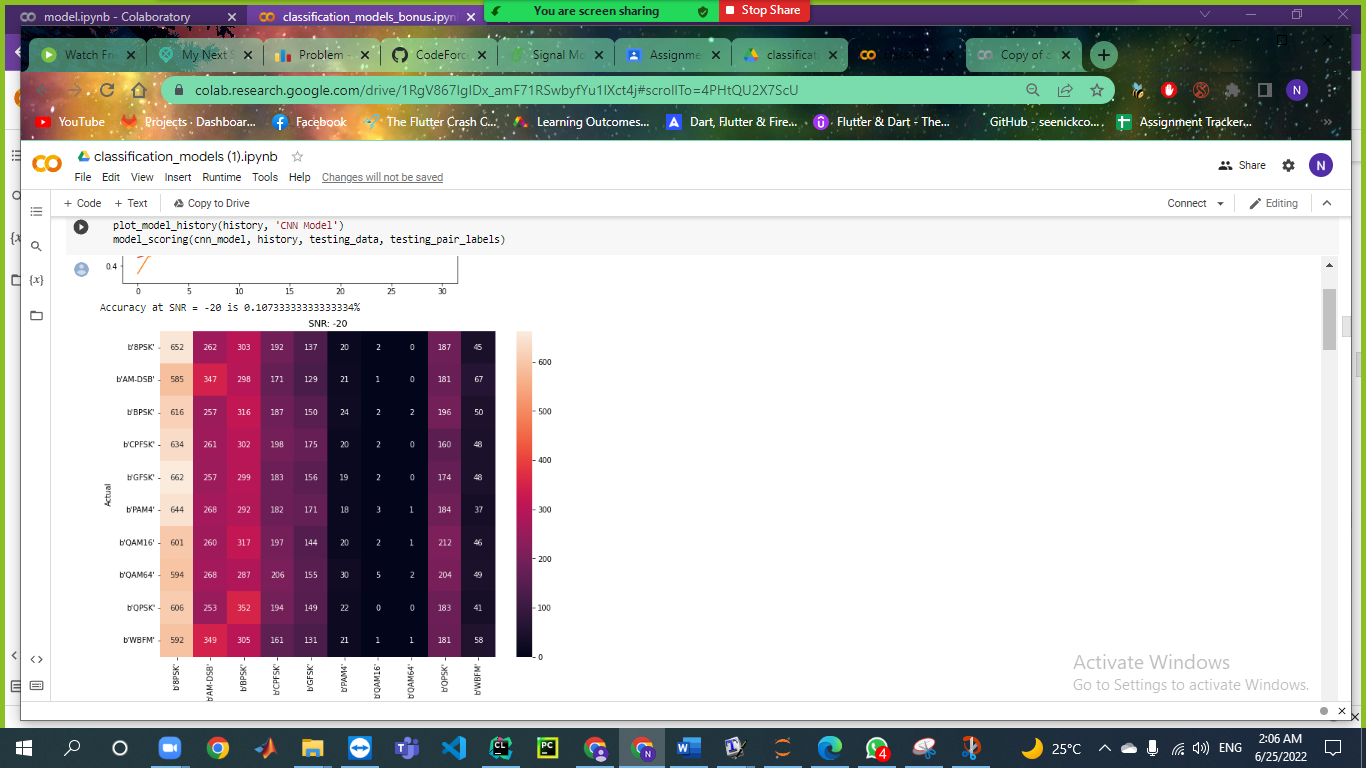 model.ipynb - Colaboratory
classification_models_bonus.ipyn
You are screen sharing
Stop Share
Watch Fri
My Next S
Problem -
CodeForc
Signal Mo
Assignme
classificat
Copy of
colab.research.google.com/drive/1RgV867IgIDx_amF71RSwbyfYu1IXct4j#scrollTo=4PHtQU2X7ScU
N
YouTube
Projects · Dashboar...
Facebook
The Flutter Crash C...
Learning Outcomes...
Dart, Flutter & Fire...
Flutter & Dart - The...
GitHub - seenickco...
Assignment Tracker...
classification_models (1).ipynb
Share
N
File Edit View Insert Runtime Tools Help Changes will not be saved
+ Code + Text Copy to Drive
Connect
Editing
plot_model_history(history, 'CNN Model')
model_scoring(cnn_model, history, testing_data, testing_pair_labels)
0.4
0 5 10 15 20 25 30
Accuracy at SNR = -20 is 0.10733333333333334%
SNR: -20
b'8PSK' 652 262 303 192 137 20 2 0 187 45
b'AM-DSB' 585 347 298 171 129 21 1 0 181 67
b'BPSK' 616 257 316 187 150 24 2 2 196 50
b'CPFSK' 634 261 302 198 175 20 2 0 160 48
b'GFSK' 662 257 299 183 156 19 2 0 174 48
b'PAM4' 644 268 292 182 171 18 3 1 184 37
b'QAM16' 601 260 317 197 144 20 2 1 212 46
b'QAM64' 594 268 287 206 155 30 5 2 204 49
b'QPSK' 606 253 352 194 149 22 0 0 183 41
b'WBFM' 592 349 305 161 131 21 1 1 181 58
Actual
b'8PSK' b'AM-DSB' b'BPSK' b'CPFSK' b'GFSK' b'PAM4' b'QAM16' b'QAM64' b'QPSK' b'WBFM'
600
500
400
300
200
100
0
Activate Windows
Go to Settings to activate Windows.
4
25°C
ENG
2:06 AM
6/25/2022